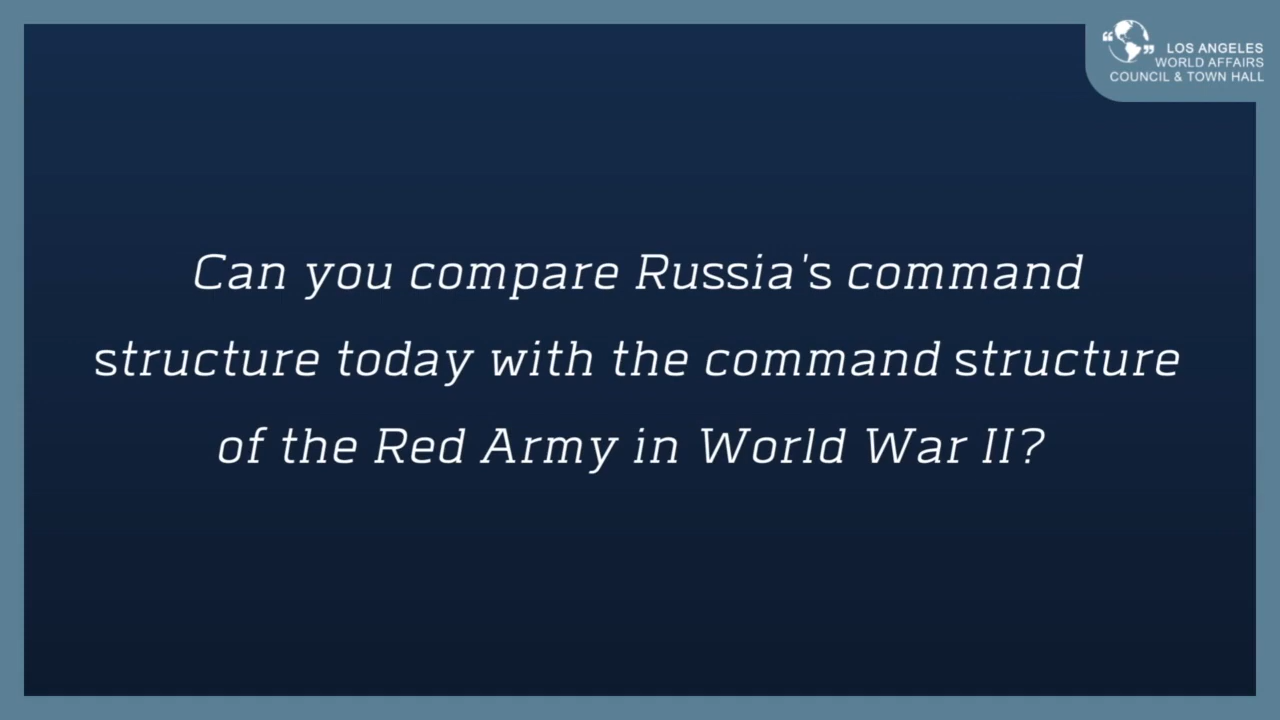 LOS ANGELES
WORLD AFFAIRS
COUNCIL & TOWN HALL
Can you compare Russia's command
structure today with the command structure
of the Red Army in World War II?